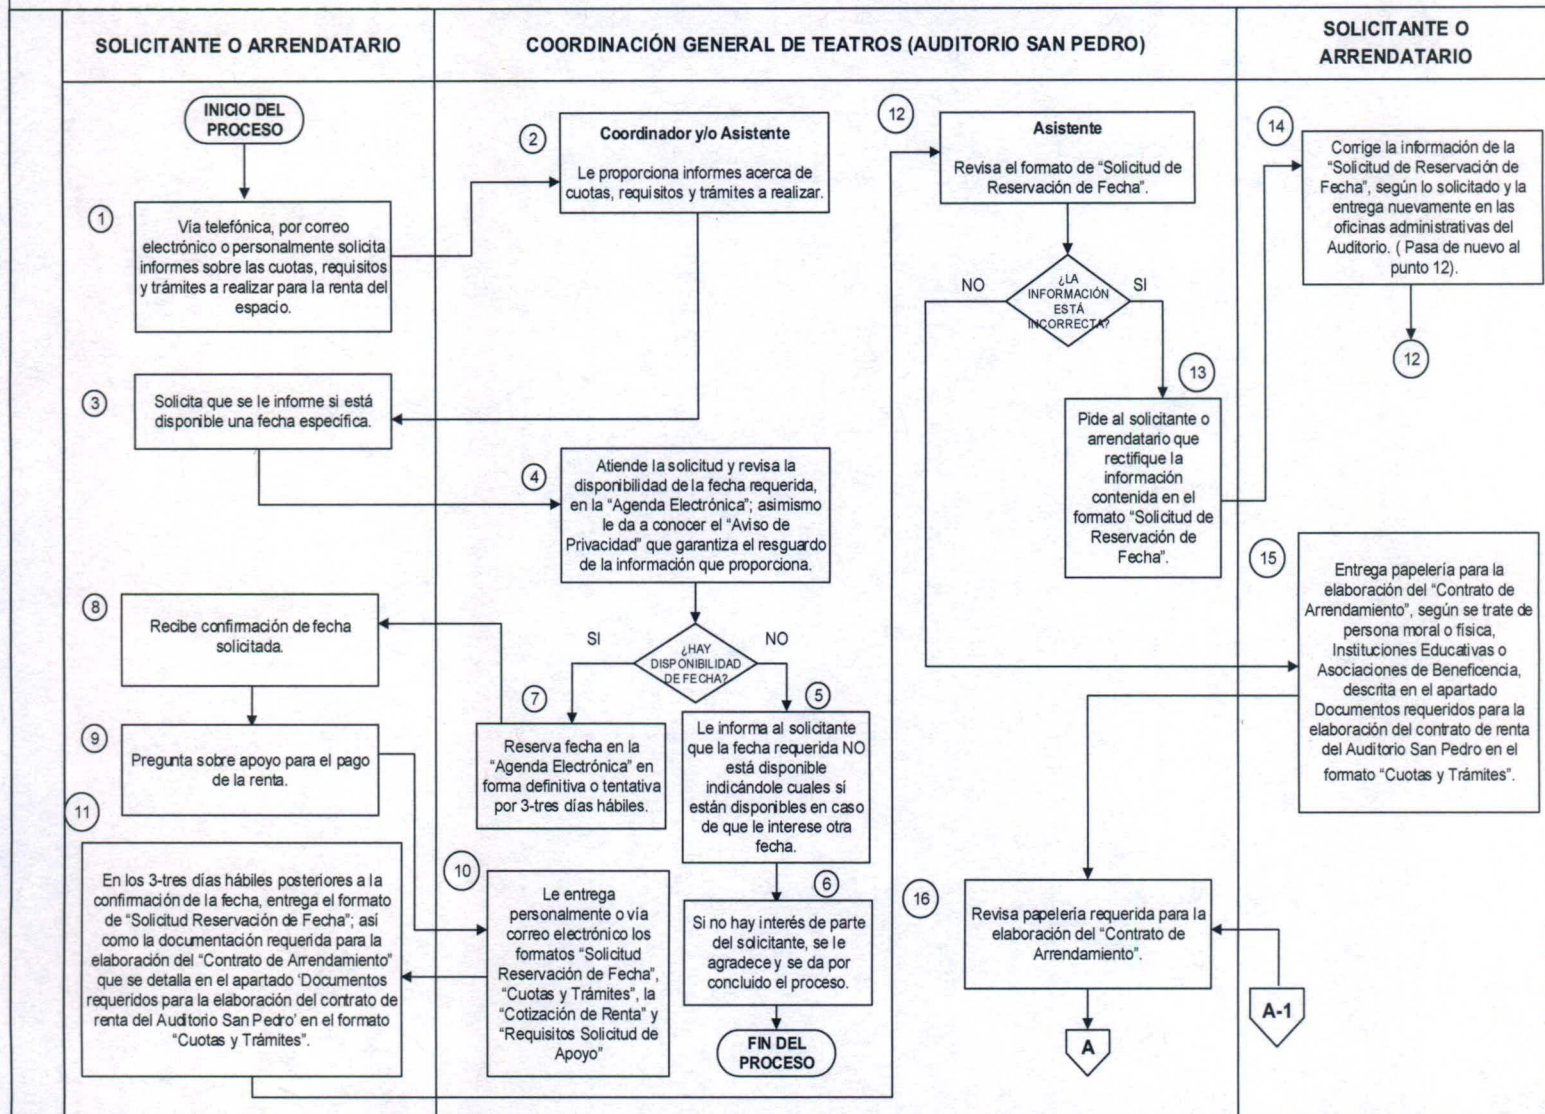 SOLICITANTE O ARRENDATARIO
COORDINACIÓN GENERAL DE TEATROS (AUDITORIO SAN PEDRO)
SOLICITANTE O
ARRENDATARIO
INICIO DEL
PROCESO
1
Vía telefónica, por correo
electrónico o personalmente solicita
informes sobre las cuotas, requisitos
y trámites a realizar para la renta del
espacio.
2
Coordinador y/o Asistente
Le proporciona informes acerca de
cuotas, requisitos y trámites a realizar.
3
Solicita que se le informe si está
disponible una fecha específica.
4
Atiende la solicitud y revisa la
disponibilidad de la fecha requerida,
en la “Agenda Electrónica”; asimismo
le da a conocer el “Aviso de
Privacidad” que garantiza el resguardo
de la información que proporciona.
¿HAY
DISPONIBILIDAD
DE FECHA?
SI
NO
5
Le informa al solicitante
que la fecha requerida NO
está disponible
indicándole cuales sí
están disponibles en caso
de que le interese otra
fecha.
6
Si no hay interés de parte
del solicitante, se le
agradece y se da por
concluido el proceso.
FIN DEL
PROCESO
7
Reserva fecha en la
“Agenda Electrónica” en
forma definitiva o tentativa
por 3-tres días hábiles.
8
Recibe confirmación de fecha
solicitada.
9
Pregunta sobre apoyo para el pago
de la renta.
10
Le entrega
personalmente o vía
correo electrónico los
formatos “Solicitud
Reservación de Fecha”,
“Cuotas y Trámites”, la
“Cotización de Renta” y
“Requisitos Solicitud de
Apoyo”
11
En los 3-tres días hábiles posteriores a la
confirmación de la fecha, entrega el formato
de “Solicitud Reservación de Fecha”; así
como la documentación requerida para la
elaboración del “Contrato de Arrendamiento”
que se detalla en el apartado ‘Documentos
requeridos para la elaboración del contrato de
renta del Auditorio San Pedro’ en el formato
“Cuotas y Trámites”.
12
Asistente
Revisa el formato de “Solicitud de
Reservación de Fecha”.
¿LA
INFORMACIÓN
ESTÁ
INCORRECTA?
NO
SI
13
Pide al solicitante o
arrendatario que
rectifique la
información
contenida en el
formato “Solicitud de
Reservación de
Fecha”.
14
Corrige la información de la
“Solicitud de Reservación de
Fecha”, según lo solicitado y la
entrega nuevamente en las
oficinas administrativas del
Auditorio. ( Pasa de nuevo al
punto 12).
12
15
Entrega papelería para la
elaboración del “Contrato de
Arrendamiento”, según se trate de
persona moral o física,
Instituciones Educativas o
Asociaciones de Beneficencia,
descrita en el apartado
Documentos requeridos para la
elaboración del contrato de renta
del Auditorio San Pedro en el
formato “Cuotas y Trámites”.
16
Revisa papelería requerida para la
elaboración del “Contrato de
Arrendamiento”.
A
A-1